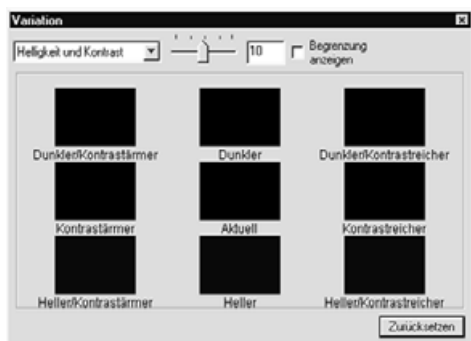 Variation
Helligkeit und Kontrast
10
Begrenzung
anzeigen
Dunkler/Kontrastärmer
Dunkler
Dunkler/Kontrastreicher
Kontrastärmer
Aktuell
Kontrastreicher
Heller/Kontrastärmer
Heller
Heller/Kontrastreicher
Zurücksetzen